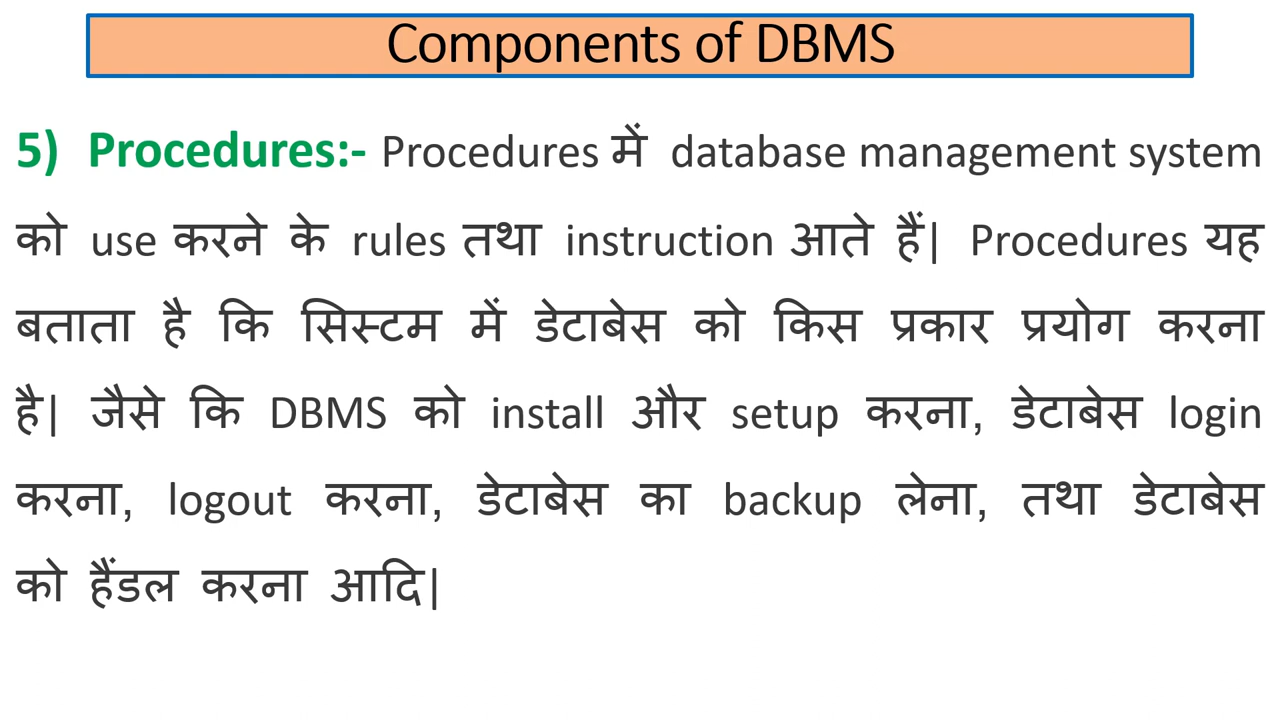 Components of DBMS
5) Procedures:- Procedures में database management system
को use करने के rules तथा instruction आते हैं| Procedures यह
बताता है कि सिस्टम में डेटाबेस को किस प्रकार प्रयोग करना
है| जैसे कि DBMS को install और setup करना, डेटाबेस login
करना, logout करना, डेटाबेस का backup लेना, तथा डेटाबेस
को हैंडल करना आदि|